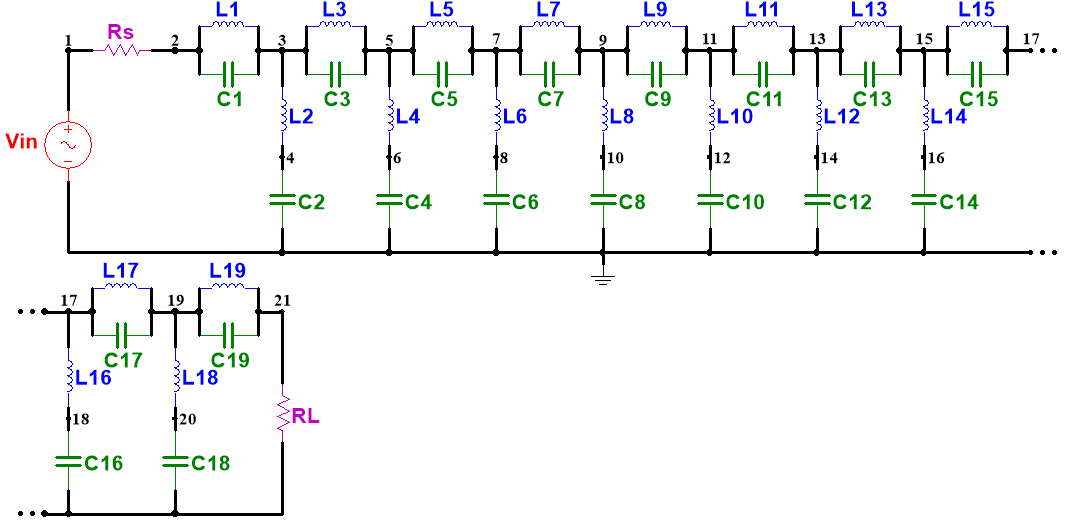 L1 L3 L5 L7 L9 L11 L13 L15
1 Rs 2 3 5 7 9 11 13 15 17
C1 C3 C5 C7 C9 C11 C13 C15
L2 L4 L6 L8 L10 L12 L14
Vin
4 6 8 10 12 14 16
C2 C4 C6 C8 C10 C12 C14
L17 L19
17 19 21
C17 C19
L16 L18
18 20 RL
C16 C18